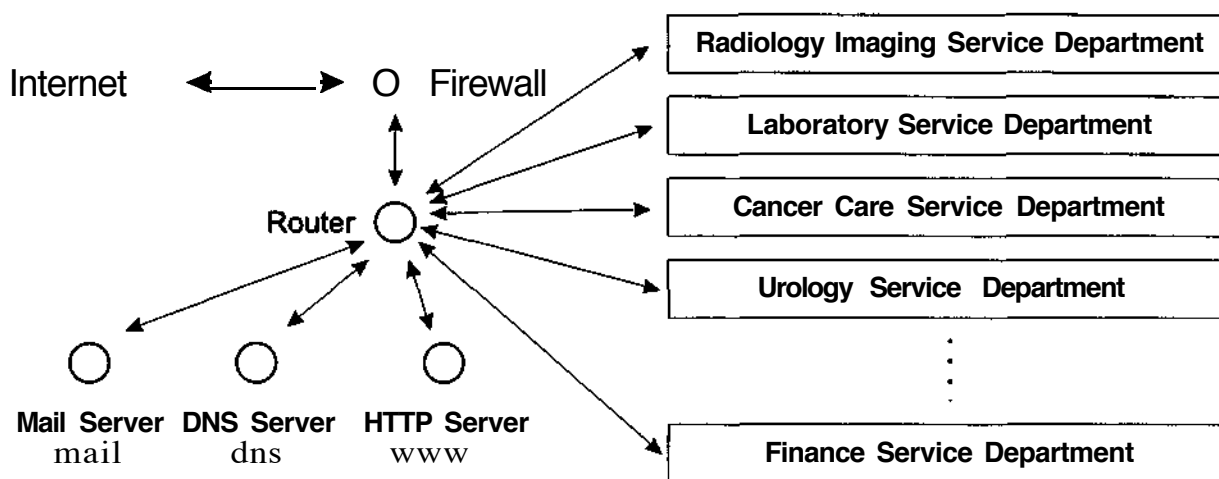 Radiology Imaging Service Department
Internet
O Firewall
Laboratory Service Department
Cancer Care Service Department
Router
Urology Service Department
Mail Server
DNS Server
HTTP Server
mail
dns
www
Finance Service Department